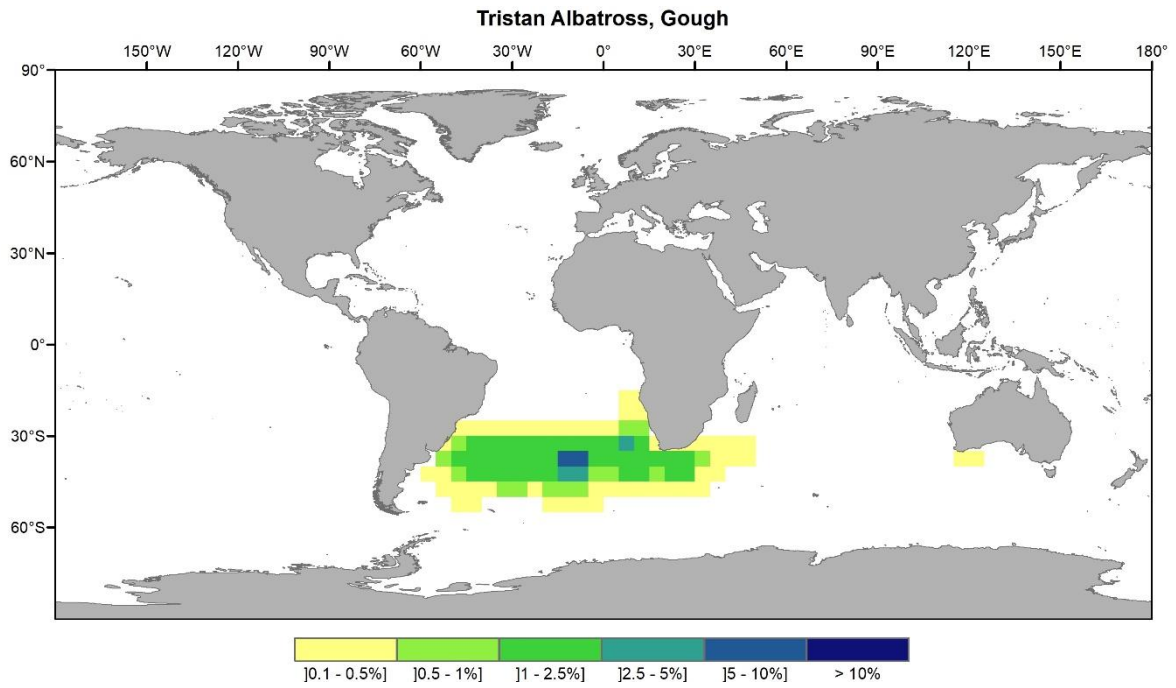 Tristan Albatross, Gough
150°W 120°W 90°W 60°W 30°W 0° 30°E 60°E 90°E 120°E 150°E 180°
90°
60°N
30°N
0°
30°S
60°S
]0.1 - 0.5%] ]0.5 - 1%] ]1 - 2.5%] ]2.5 - 5%] ]5 - 10%] > 10%